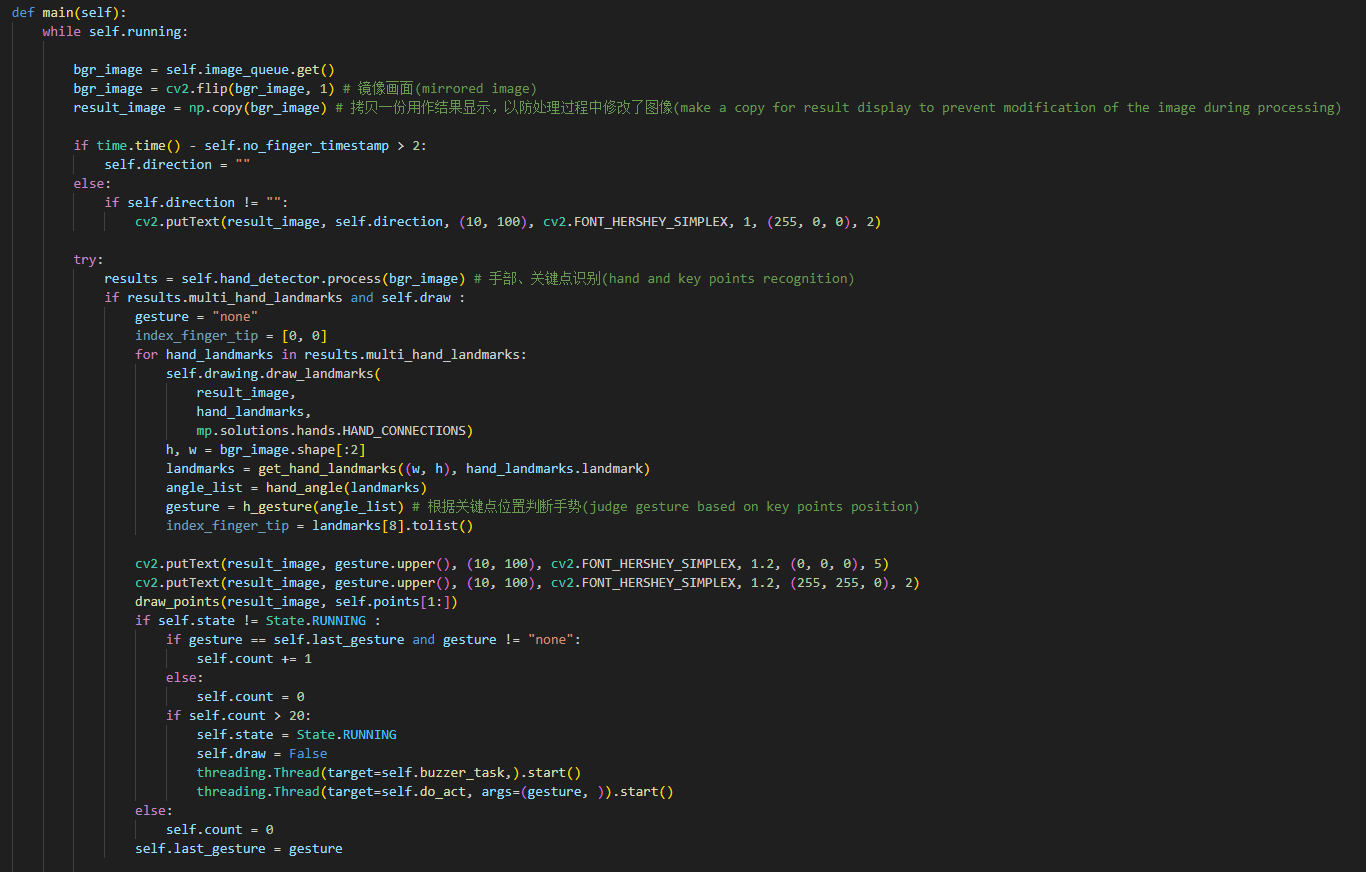 def main(self):
while self.running:
bgr_image = self.image_queue.get()
bgr_image = cv2.flip(bgr_image, 1) # 镜像画面(mirrored image)
result_image = np.copy(bgr_image) # 拷贝一份用作结果显示，以防处理过程中修改了图像(make a copy for result display to prevent modification of the image during processing)
if time.time() - self.no_finger_timestamp > 2:
self.direction = ""
else:
if self.direction != "":
cv2.putText(result_image, self.direction, (10, 100), cv2.FONT_HERSHEY_SIMPLEX, 1, (255, 0, 0), 2)
try:
results = self.hand_detector.process(bgr_image) # 手部、关键点识别(hand and key points recognition)
if results.multi_hand_landmarks and self.draw :
gesture = "none"
index_finger_tip = [0, 0]
for hand_landmarks in results.multi_hand_landmarks:
self.drawing.draw_landmarks(
result_image,
hand_landmarks,
mp.solutions.hands.HAND_CONNECTIONS)
h, w = bgr_image.shape[:2]
landmarks = get_hand_landmarks((w, h), hand_landmarks.landmark)
angle_list = hand_angle(landmarks)
gesture = h_gesture(angle_list) # 根据关键点位置判断手势(judge gesture based on key points position)
index_finger_tip = landmarks[8].tolist()
cv2.putText(result_image, gesture.upper(), (10, 100), cv2.FONT_HERSHEY_SIMPLEX, 1.2, (0, 0, 0), 5)
cv2.putText(result_image, gesture.upper(), (10, 100), cv2.FONT_HERSHEY_SIMPLEX, 1.2, (255, 255, 0), 2)
draw_points(result_image, self.points[1:])
if self.state != State.RUNNING :
if gesture == self.last_gesture and gesture != "none":
self.count += 1
else:
self.count = 0
if self.count > 20:
self.state = State.RUNNING
self.draw = False
threading.Thread(target=self.buzzer_task,).start()
threading.Thread(target=self.do_act, args=(gesture, )).start()
else:
self.count = 0
self.last_gesture = gesture